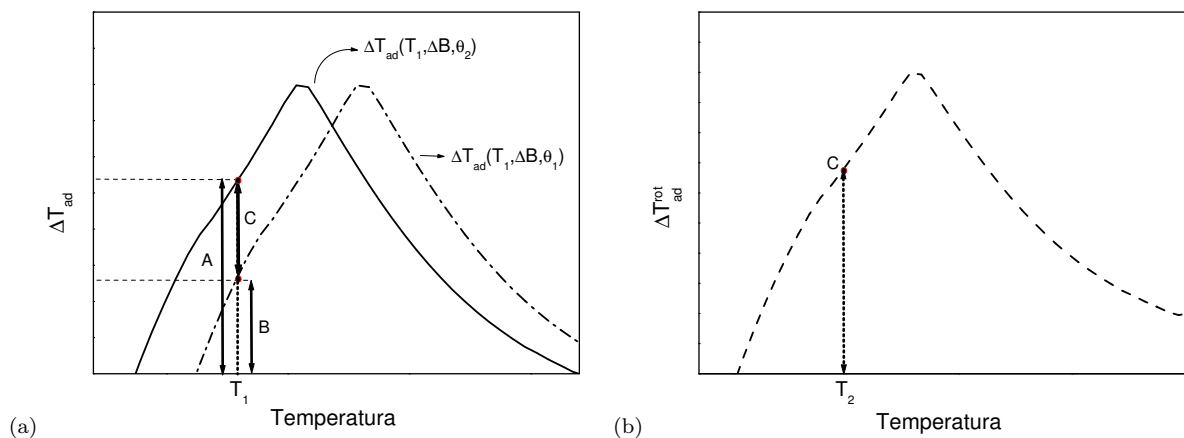 ΔT_ad(T_1,ΔB,θ_2)
ΔT_ad(T_1,ΔB,θ_1)
ΔT_ad
A
C
B
T_1
Temperatura
(a)
ΔT_ad^rot
C
T_2
Temperatura
(b)